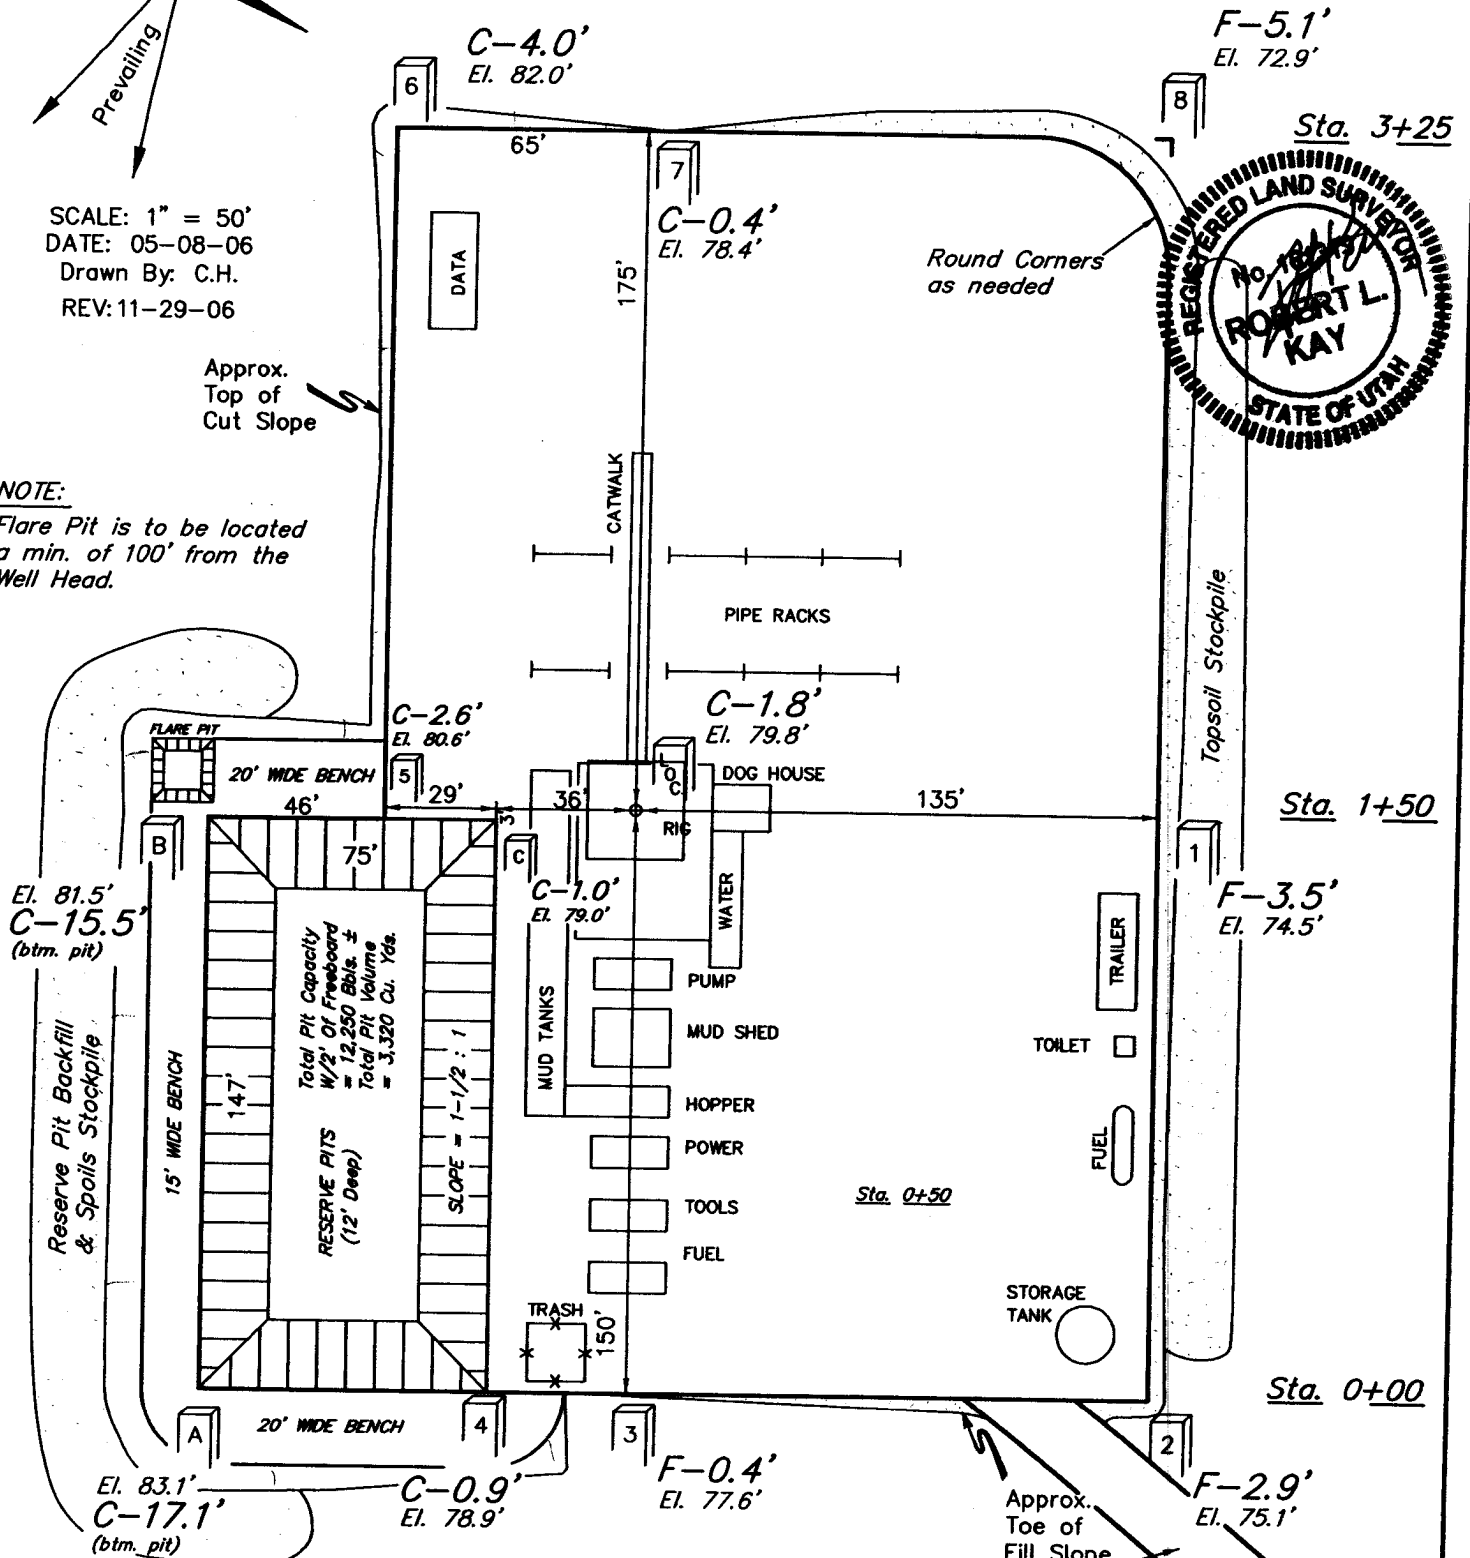 Prevailing
C-4.0'
El. 82.0'
6
F-5.1'
El. 72.9'
8
Sta. 3+25
65'
7
C-0.4'
El. 78.4'
SCALE: 1" = 50'
DATE: 05-08-06
Drawn By: C.H.
REV: 11-29-06
DATA
175'
Round Corners
as needed
REGISTERED LAND SURVEYOR
No.
ROBERT L.
KAY
STATE OF UTAH
Approx.
Top of
Cut Slope
NOTE:
Flare Pit is to be located
a min. of 100' from the
Well Head.
CATWALK
PIPE RACKS
Topsoil Stockpile
C-2.6'
El. 80.6'
5
C-1.8'
El. 79.8'
LOC.
FLARE PIT
20' WIDE BENCH
46'
29'
36'
3'
DOG HOUSE
RIG
135'
Sta. 1+50
B
75'
C
1
El. 81.5'
C-15.5'
(btm. pit)
C-1.0'
El. 79.0'
WATER
F-3.5'
El. 74.5'
TRAILER
PUMP
MUD SHED
MUD TANKS
HOPPER
POWER
TOOLS
FUEL
TOILET
FUEL
Total Pit Capacity
W/2' Of Freeboard
= 12,250 Bbls. ±
Total Pit Volume
= 3,320 Cu. Yds.
RESERVE PITS
(12' Deep)
SLOPE = 1-1/2 : 1
147'
15' WIDE BENCH
Reserve Pit Backfill
& Spoils Stockpile
Sta. 0+50
STORAGE
TANK
TRASH
150'
Sta. 0+00
A
20' WIDE BENCH
4
3
2
El. 83.1'
C-17.1'
(btm. pit)
C-0.9'
El. 78.9'
F-0.4'
El. 77.6'
F-2.9'
El. 75.1'
Approx.
Toe of
Fill Slope